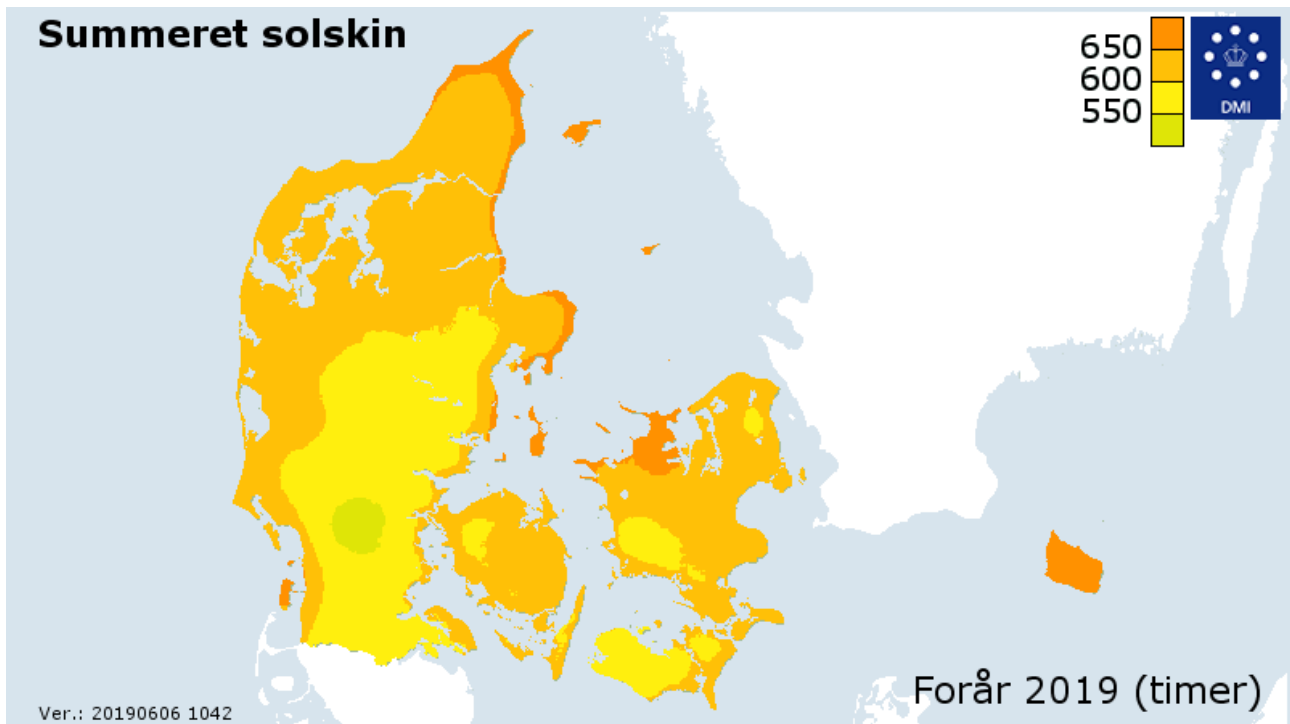 Summeret solskin
650
600
550
DMI
Forår 2019 (timer)
Ver.: 20190606 1042